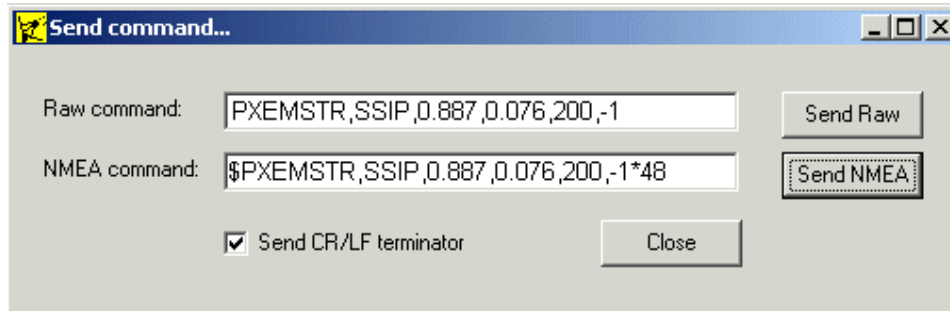 Send command...
Raw command: PXEMSTR,SSIP,0.887,0.076,200,-1 Send Raw
NMEA command: $PXEMSTR,SSIP,0.887,0.076,200,-1*48 Send NMEA
Send CR/LF terminator Close